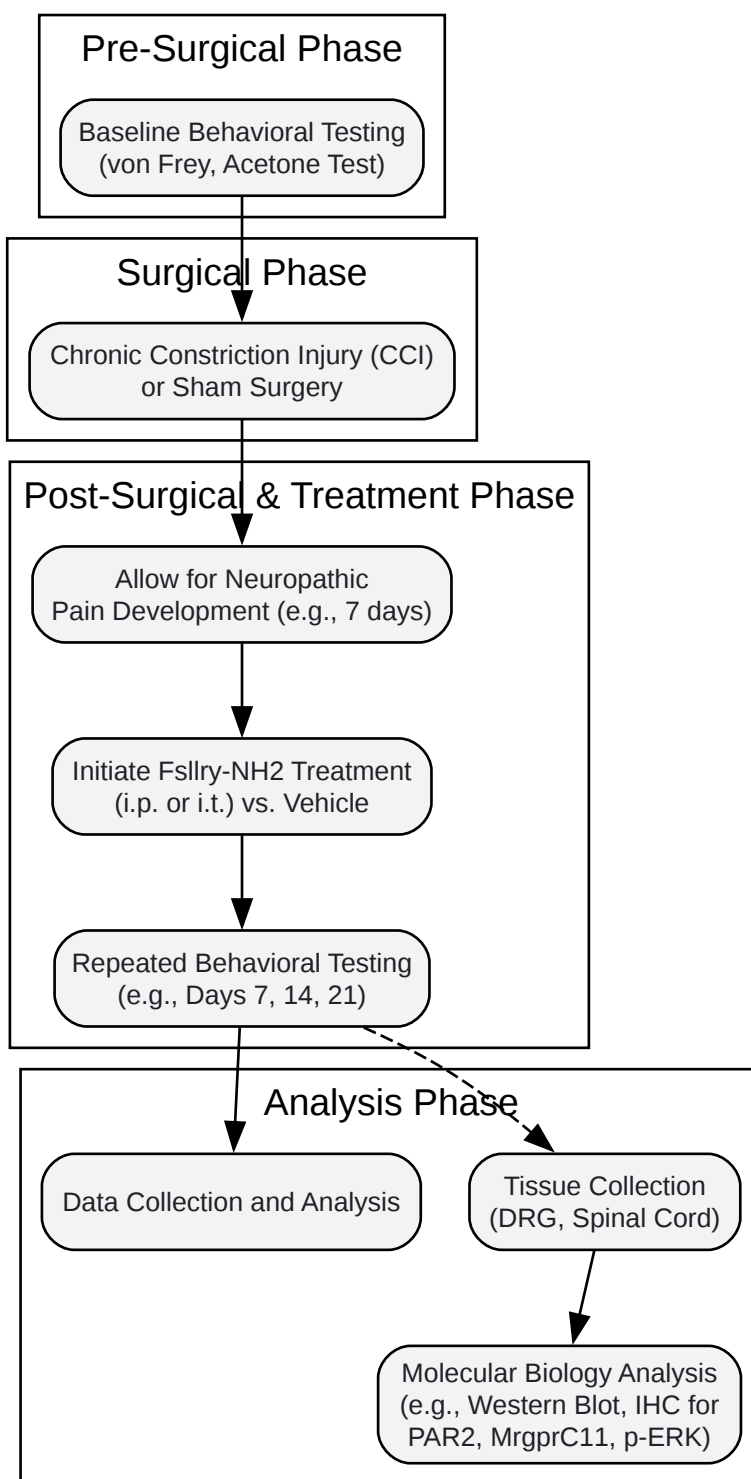 Pre-Surgical Phase
Baseline Behavioral Testing
(von Frey, Acetone Test)
Surgical Phase
Chronic Constriction Injury (CCI)
or Sham Surgery
Post-Surgical & Treatment Phase
Allow for Neuropathic
Pain Development (e.g., 7 days)
Initiate Fsllry-NH2 Treatment
(i.p. or i.t.) vs. Vehicle
Repeated Behavioral Testing
(e.g., Days 7, 14, 21)
Analysis Phase
Data Collection and Analysis
Tissue Collection
(DRG, Spinal Cord)
Molecular Biology Analysis
(e.g., Western Blot, IHC for
PAR2, MrgprC11, p-ERK)